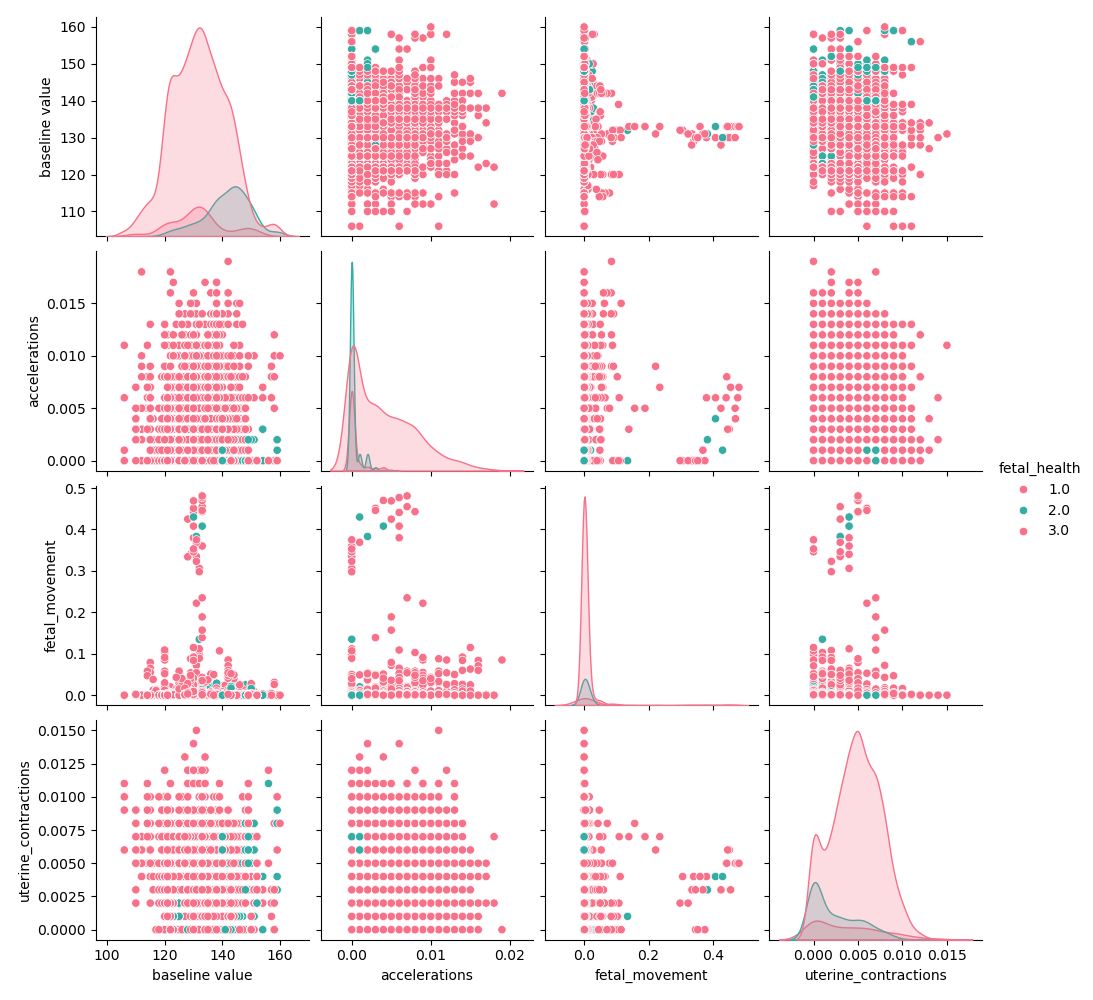 160
150
140
130
120
110
baseline value
0.015
0.010
0.005
0.000
accelerations
fetal_health
1.0
2.0
3.0
0.5
0.4
0.3
0.2
0.1
0.0
fetal_movement
0.0150
0.0125
0.0100
0.0075
0.0050
0.0025
0.0000
uterine_contractions
100 120 140 160
0.00 0.01 0.02
0.0 0.2 0.4
0.000 0.005 0.010 0.015
baseline value
accelerations
fetal_movement
uterine_contractions